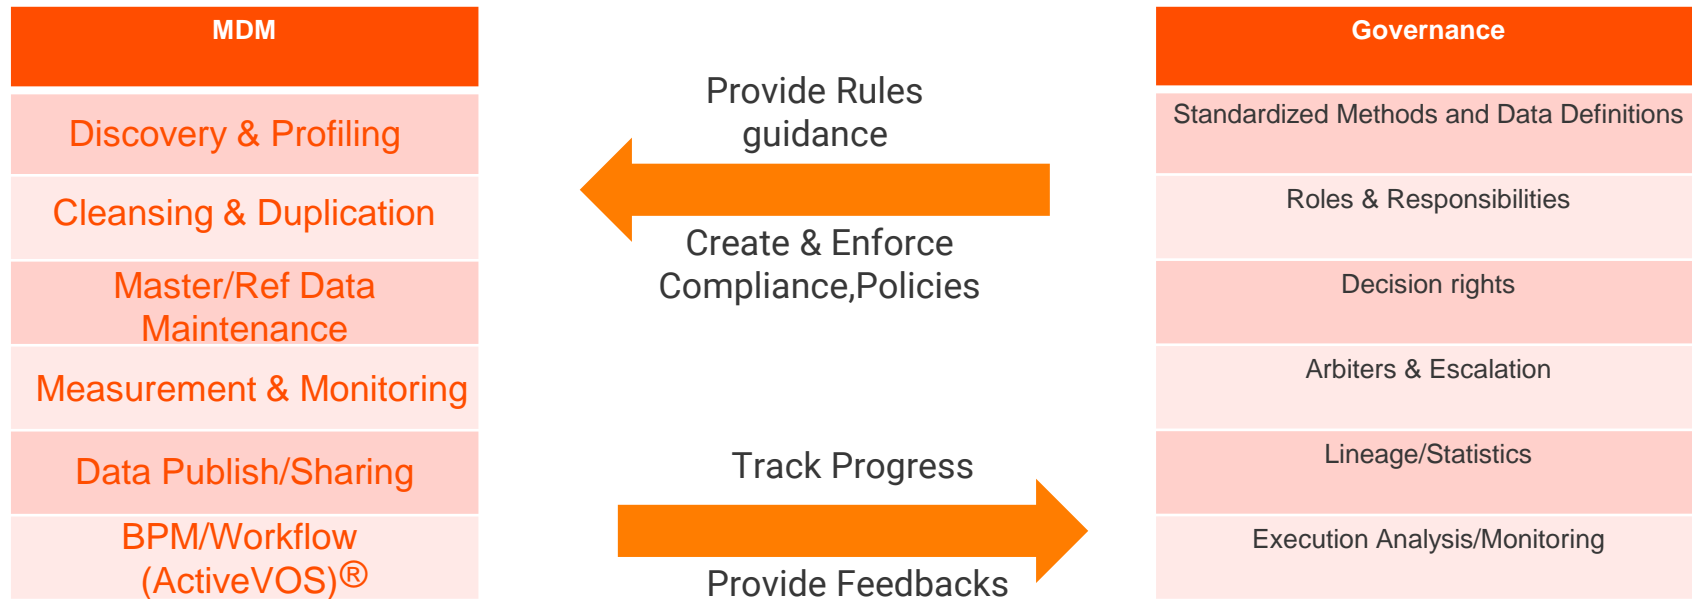 MDM
Discovery & Profiling
Cleansing & Duplication
Master/Ref Data
Maintenance
Measurement & Monitoring
Data Publish/Sharing
BPM/Workflow
(ActiveVOS)®
Provide Rules
guidance
Create & Enforce
Compliance,Policies
Track Progress
Provide Feedbacks
Governance
Standardized Methods and Data Definitions
Roles & Responsibilities
Decision rights
Arbiters & Escalation
Lineage/Statistics
Execution Analysis/Monitoring